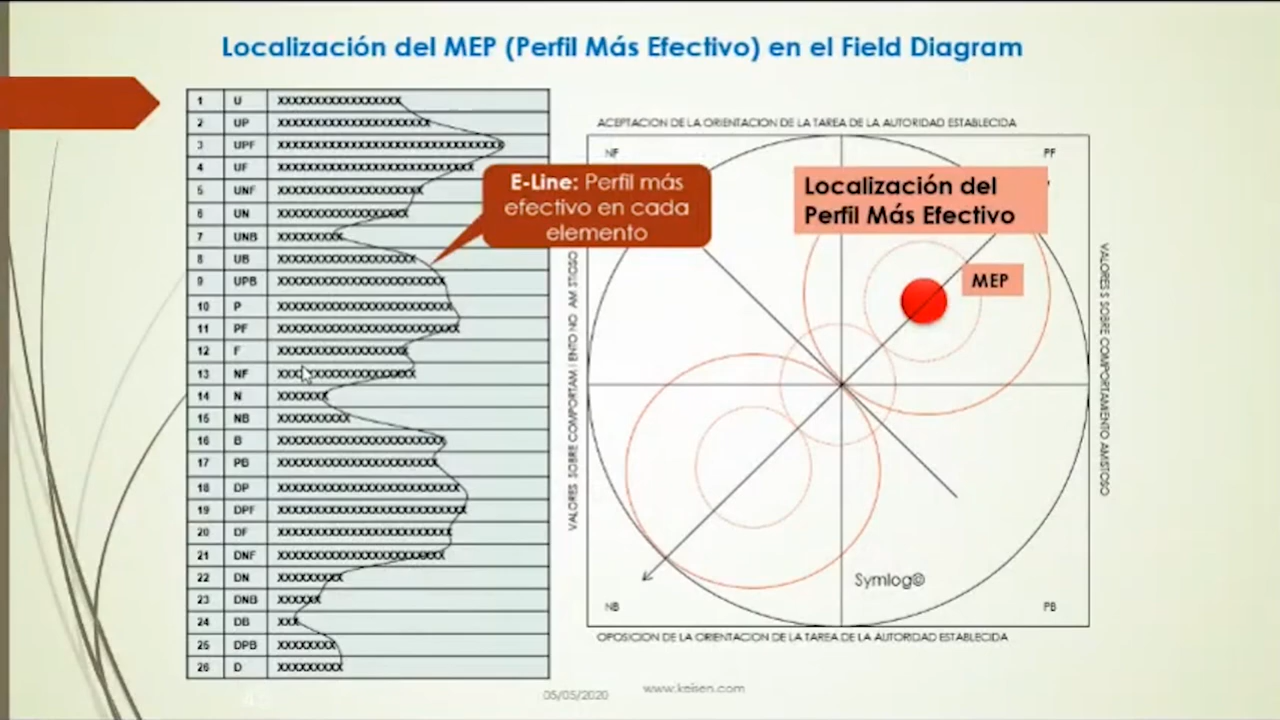 Localización del MEP (Perfil Más Efectivo) en el Field Diagram
1 U XXXXXXXXXXXXXXXXXX
2 UP XXXXXXXXXXXXXXXXXXXXXX
3 UPF XXXXXXXXXXXXXXXXXXXXXXXXXXXXXXXXX
4 UF XXXXXXXXXXXXXXXXXXXXXXXXXXXXX
5 UNF XXXXXXXXXXXXXXXXXXXXX
6 UN XXXXXXXXXXXXXXXXXXX
7 UNB XXXXXXXXX
8 UB XXXXXXXXXXXXXXXXXXXX
9 UPB XXXXXXXXXXXXXXXXXXXXXXXX
10 P XXXXXXXXXXXXXXXXXXXXXXXXX
11 PF XXXXXXXXXXXXXXXXXXXXXXXXXX
12 F XXXXXXXXXXXXXXXXXXX
13 NF XXXXXXXXXXXXXXXXXXXX
14 N XXXXXXX
15 NB XXXXXXXXXX
16 B XXXXXXXXXXXXXXXXXXXXXXXX
17 PB XXXXXXXXXXXXXXXXXXXXXXX
18 DP XXXXXXXXXXXXXXXXXXXXXXXXXX
19 DPF XXXXXXXXXXXXXXXXXXXXXXXXXXX
20 DF XXXXXXXXXXXXXXXXXXXXXXXXX
21 DNF XXXXXXXXXXXXXXXXXXXXXXXX
22 DN XXXXXXXXX
23 DNB XXXXXX
24 DB XXX
25 DPB XXXXXXXX
26 D XXXXXXXXX
E-Line: Perfil más
efectivo en cada
elemento
ACEPTACION DE LA ORIENTACION DE LA TAREA DE LA AUTORIDAD ESTABLECIDA
NF
PF
Localización del
Perfil Más Efectivo
MEP
VALORES S SOBRE COMPORTAMIENTO AMISTOSO
Symlog©
NB
PB
OPOSICION DE LA ORIENTACION DE LA TAREA DE LA AUTORIDAD ESTABLECIDA
05/05/2020
www.keisen.com